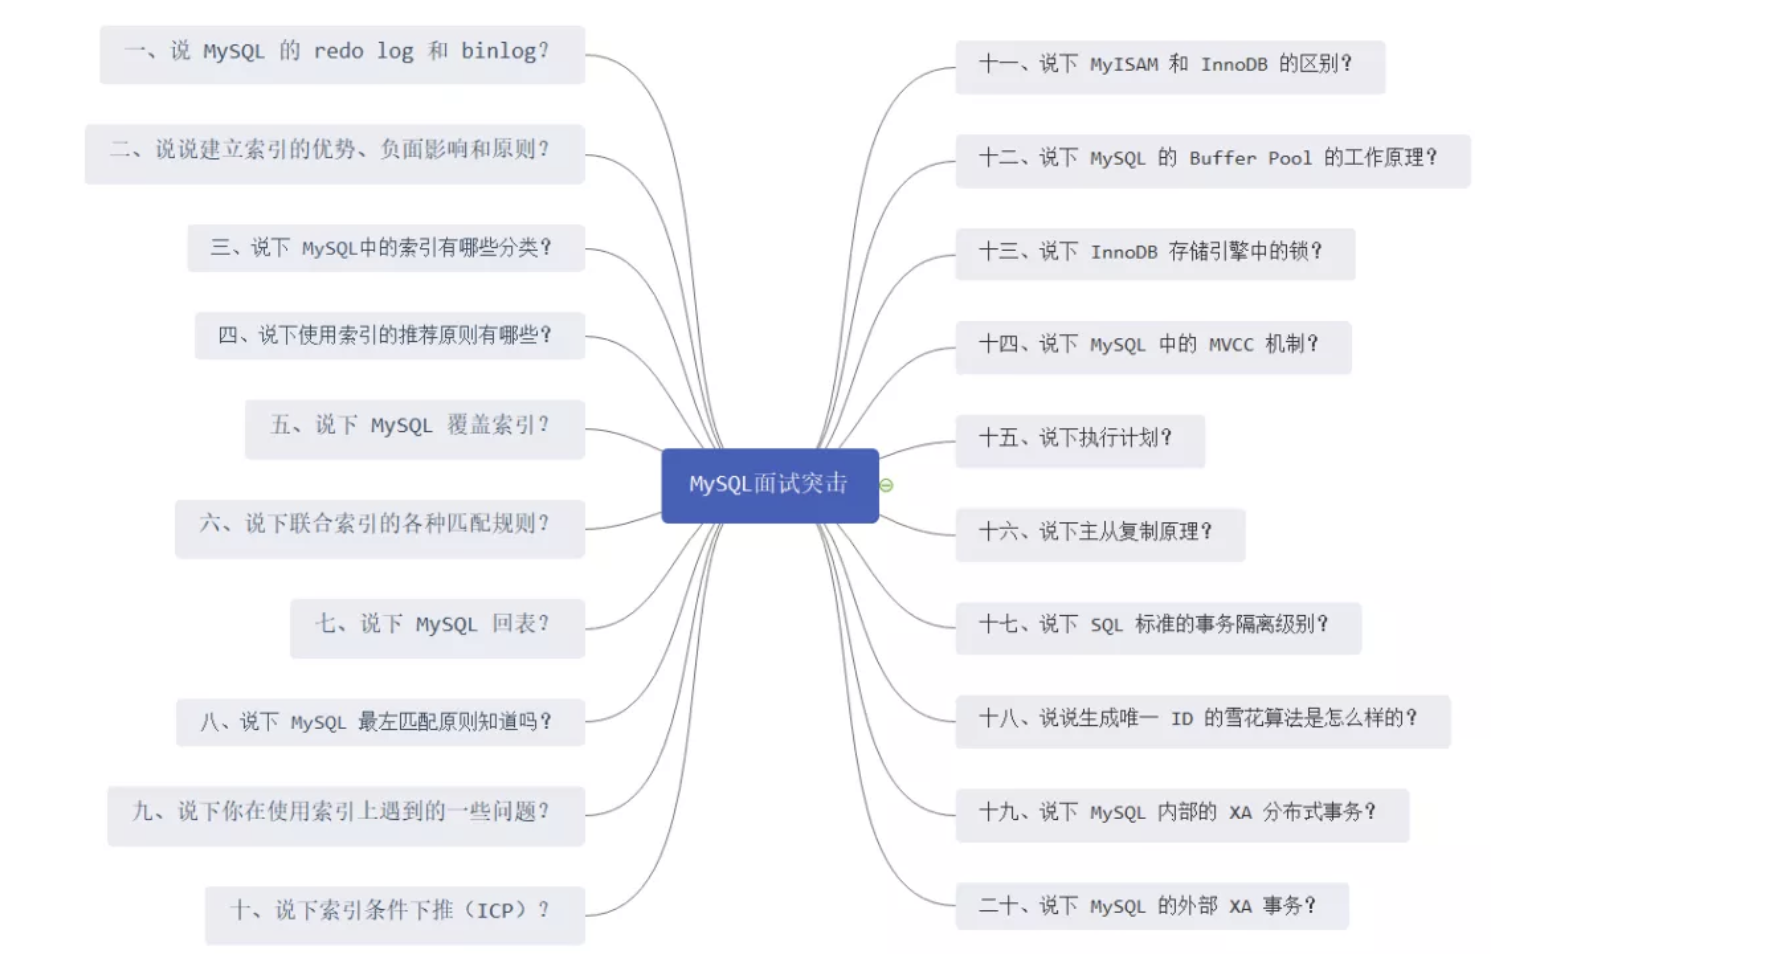 一、说 MySQL 的 redo log 和 binlog？
二、说说建立索引的优势、负面影响和原则？
三、说下 MySQL中的索引有哪些分类？
四、说下使用索引的推荐原则有哪些？
五、说下 MySQL 覆盖索引？
六、说下联合索引的各种匹配规则？
七、说下 MySQL 回表？
八、说下 MySQL 最左匹配原则知道吗？
九、说下你在使用索引上遇到的一些问题？
十、说下索引条件下推（ICP）？
MySQL面试突击
十一、说下 MyISAM 和 InnoDB 的区别？
十二、说下 MySQL 的 Buffer Pool 的工作原理？
十三、说下 InnoDB 存储引擎中的锁？
十四、说下 MySQL 中的 MVCC 机制？
十五、说下执行计划？
十六、说下主从复制原理？
十七、说下 SQL 标准的事务隔离级别？
十八、说说生成唯一 ID 的雪花算法是怎么样的？
十九、说下 MySQL 内部的 XA 分布式事务？
二十、说下 MySQL 的外部 XA 事务？